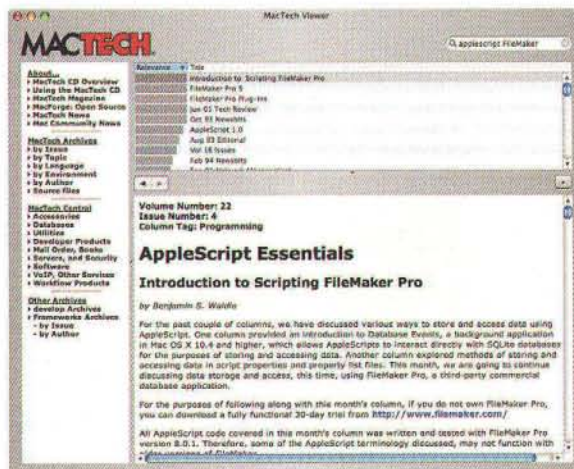 MacTech Viewer
MACTECH
applescript FileMaker
Relevance Title
Introduction to Scripting FileMaker Pro
FileMaker Pro 5
FileMaker Pro Plug-Ins
Jun 01 Tech Review
Oct 93 Newsbits
AppleScript 1.0
Aug 93 Editorial
Vol 18 Issues
Feb 94 Newsbits
About...
MacTech CD Overview
Using the MacTech CD
MacTech Magazine
MacForge: Open Source
MacTech News
Mac Community News
MacTech Archives
by Issue
by Topic
by Language
by Environment
by Author
Source files
MacTech Central
Accessories
Databases
Utilities
Developer Products
Mail Order, Books
Servers, and Security
Software
VoIP, Other Services
Workflow Products
Other Archives
develop Archives
Frameworks Archives
- by Issue
- by Author
Volume Number: 22
Issue Number: 4
Column Tag: Programming
AppleScript Essentials
Introduction to Scripting FileMaker Pro
by Benjamin S. Waldie
For the past couple of columns, we have discussed various ways to store and access data using
AppleScript. One column provided an introduction to Database Events, a background application
in Mac OS X 10.4 and higher, which allows AppleScripts to interact directly with SQLite databases
for the purposes of storing and accessing data. Another column explored methods of storing and
accessing data in script properties and property list files. This month, we are going to continue
discussing data storage and access, this time, using FileMaker Pro, a third-party commercial
database application.
For the purposes of following along with this month's column, if you do not own FileMaker Pro,
you can download a fully functional 30-day trial from http://www.filemaker.com/
All AppleScript code covered in this month's column was written and tested with FileMaker Pro
version 8.0.1. Therefore, some of the AppleScript terminology discussed, may not function with